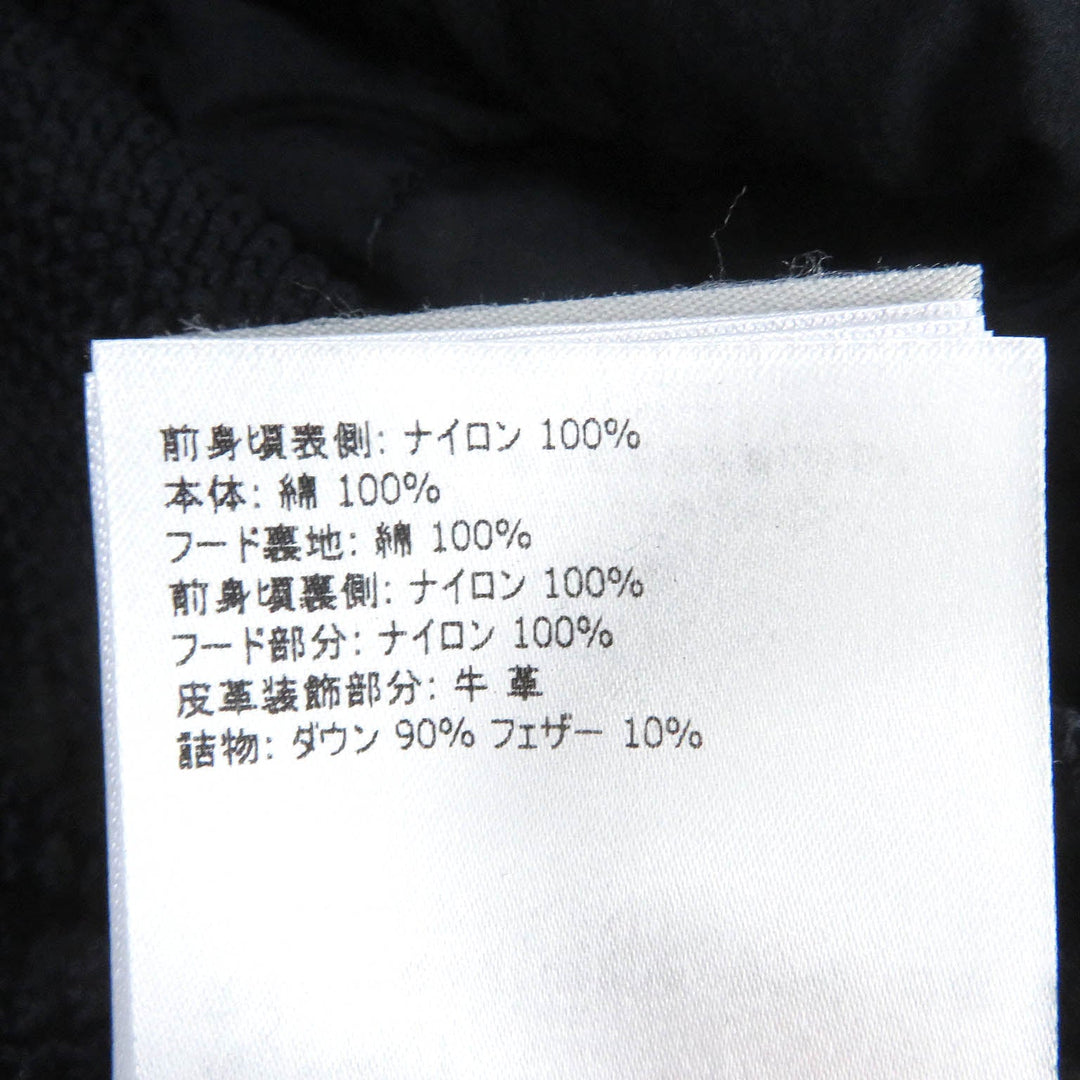 前身頃表側: ナイロン 100%
本体: 綿 100%
フード裏地: 綿 100%
前身頃裏側: ナイロン 100%
フード部分: ナイロン 100%
皮革装飾部分: 牛 革
詰物: ダウン 90% フェザー 10%